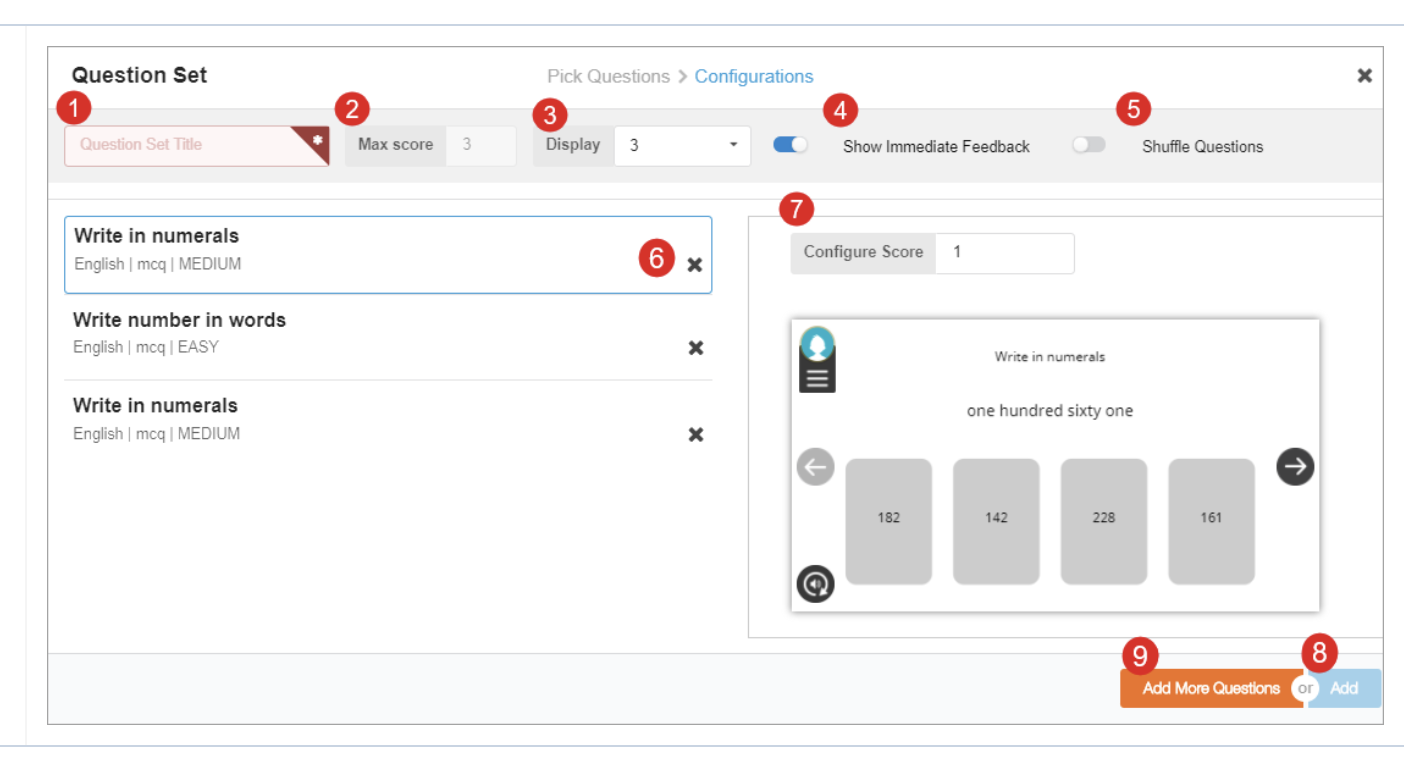 Question Set
Pick Questions > Configurations
1
2
3
4
5
Question Set Title *
Max score 3
Display 3
Show Immediate Feedback
Shuffle Questions
Write in numerals
English | mcq | MEDIUM
6
Write number in words
English | mcq | EASY
Write in numerals
English | mcq | MEDIUM
7
Configure Score 1
Write in numerals
one hundred sixty one
182 142 228 161
9
8
Add More Questions or Add